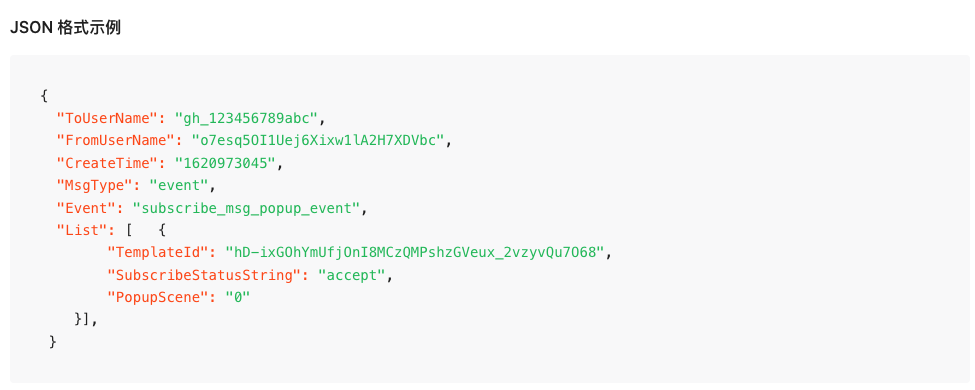 JSON 格式示例
{
"ToUserName": "gh_123456789abc",
"FromUserName": "o7esq5OI1Uej6Xixw1lA2H7XDVbc",
"CreateTime": "1620973045",
"MsgType": "event",
"Event": "subscribe_msg_popup_event",
"List": [   {
"TemplateId": "hD-ixGOhYmUfjOnI8MCzQMPshzGVeux_2vzyvQu7O68",
"SubscribeStatusString": "accept",
"PopupScene": "0"
}],
}